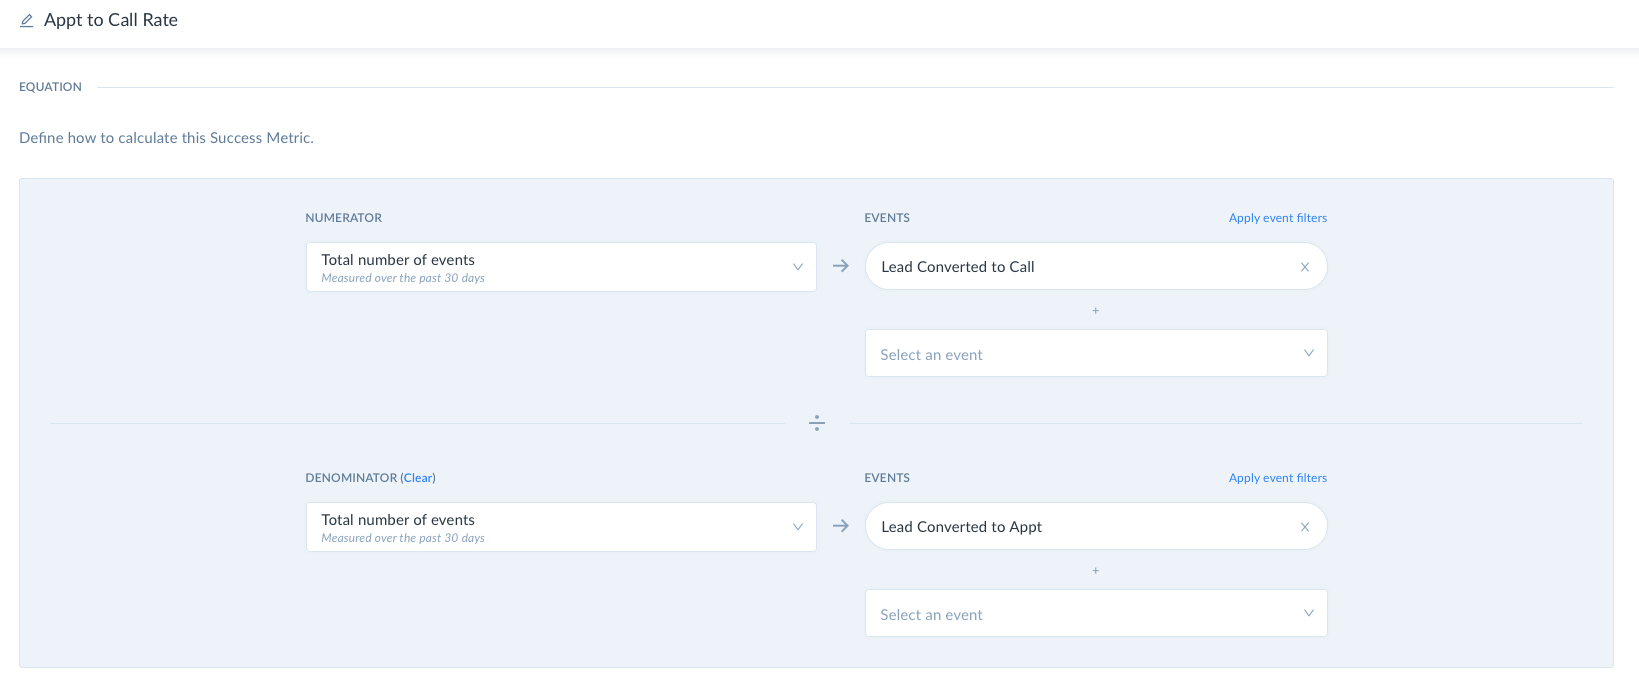 Appt to Call Rate
EQUATION
Define how to calculate this Success Metric.
NUMERATOR
Total number of events
Measured over the past 30 days
EVENTS
Apply event filters
Lead Converted to Call
x
+
Select an event
÷
DENOMINATOR (Clear)
Total number of events
Measured over the past 30 days
EVENTS
Apply event filters
Lead Converted to Appt
x
+
Select an event